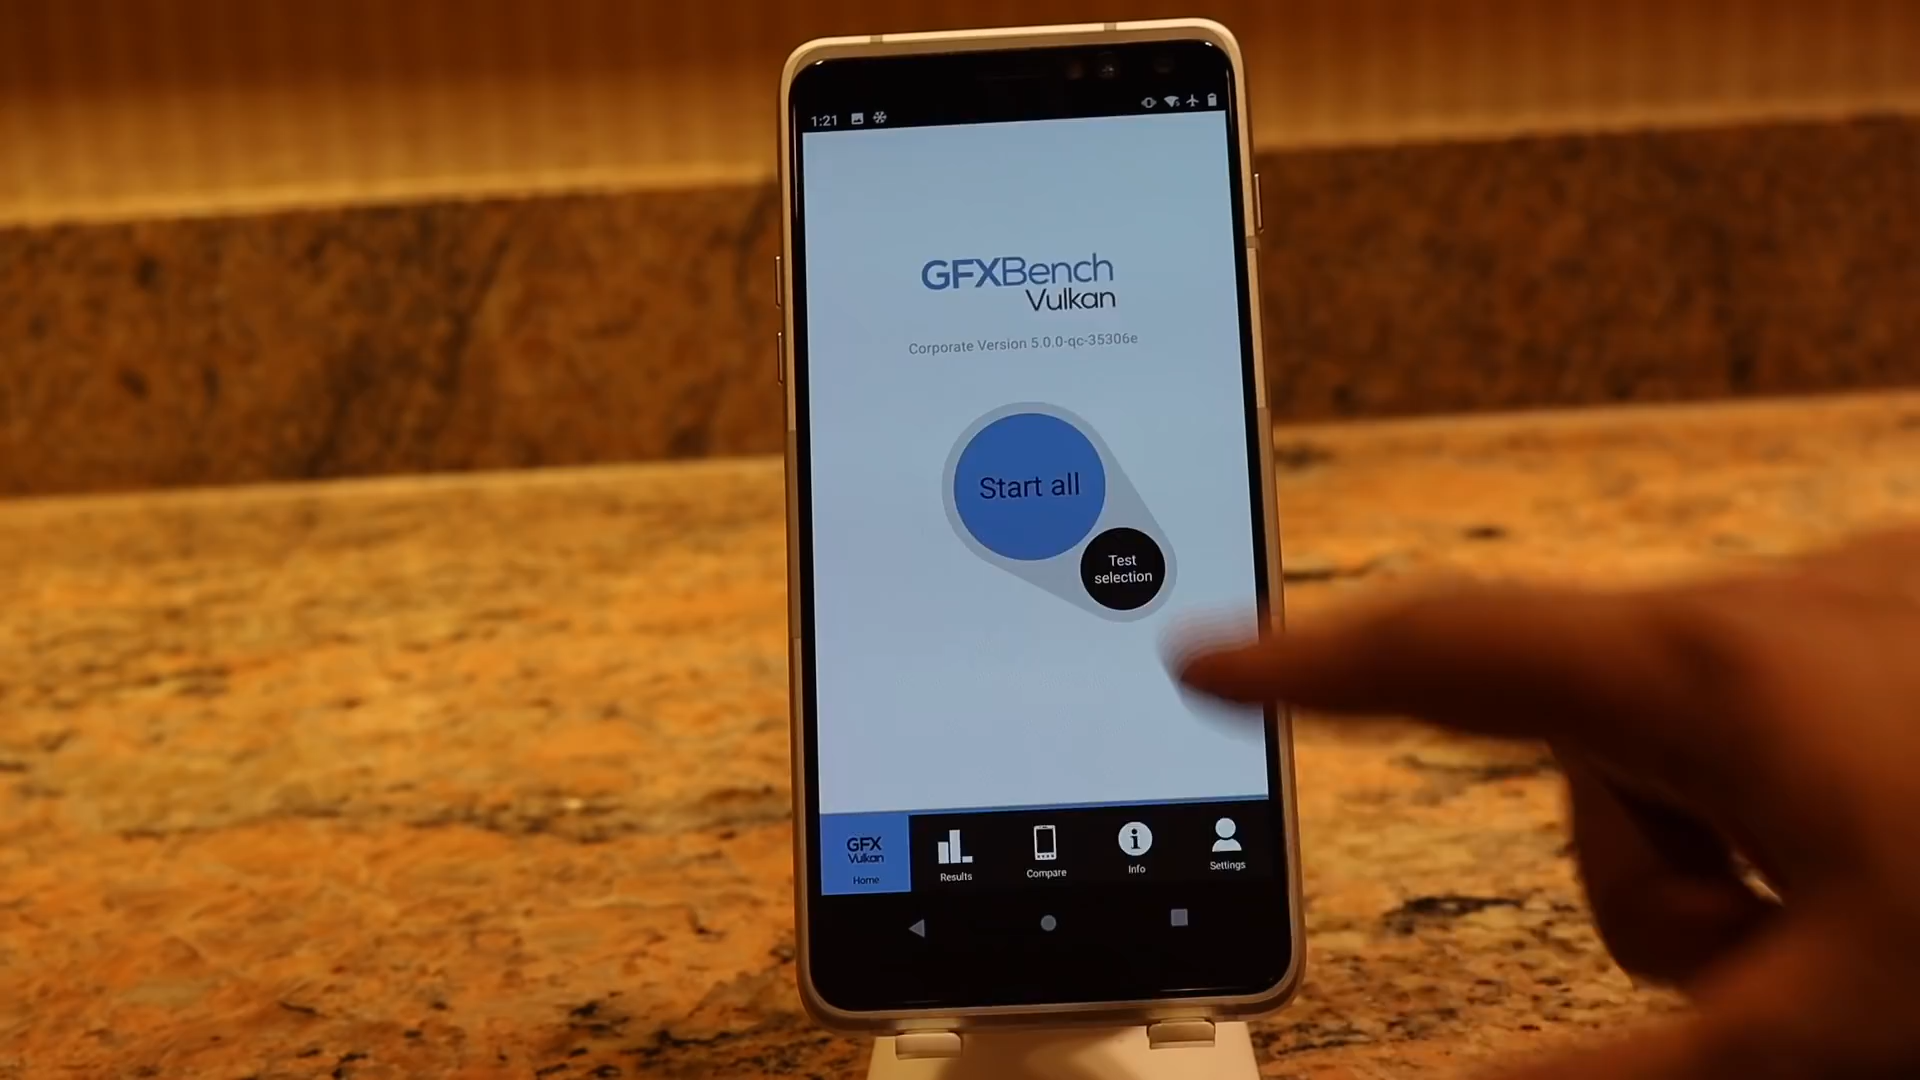 1:21
GFXBench
Vulkan
Corporate Version 5.0.0-qc-35306e
Start all
Test
selection
GFX
Vulkan
Home
Results
Compare
Info
Settings